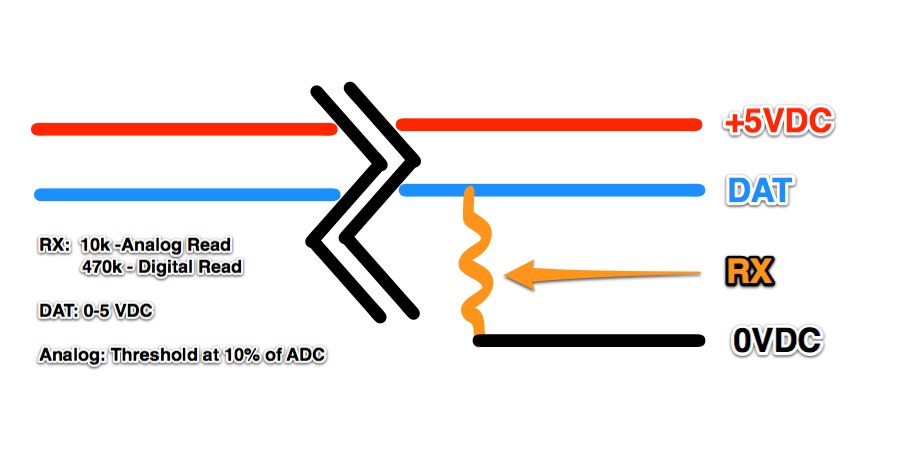 +5VDC
DAT
RX: 10k -Analog Read
470k - Digital Read
RX
DAT: 0-5 VDC
0VDC
Analog: Threshold at 10% of ADC